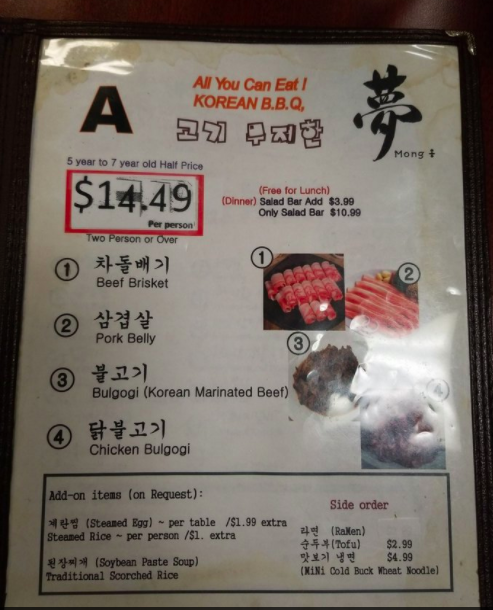 A
All You Can Eat !
KOREAN B.B.Q,
고기 무제한
夢
Mong
5 year to 7 year old Half Price
$14.49
Per person
Two Person or Over
(Free for Lunch)
(Dinner) Salad Bar Add $3.99
Only Salad Bar $10.99
① 차돌배기
Beef Brisket
② 삼겹살
Pork Belly
③ 불고기
Bulgogi (Korean Marinated Beef)
④ 닭불고기
Chicken Bulgogi
①
②
③
④
Add-on items (on Request):
계란찜 (Steamed Egg) ~ per table /$1.99 extra
Steamed Rice ~ per person /$1. extra
된장찌개 (Soybean Paste Soup)
Traditional Scorched Rice
Side order
라면 (RaMen)
순두부(Tofu) $2.99
맛보기 냉면 $4.99
(MiNi Cold Buck Wheat Noodle)